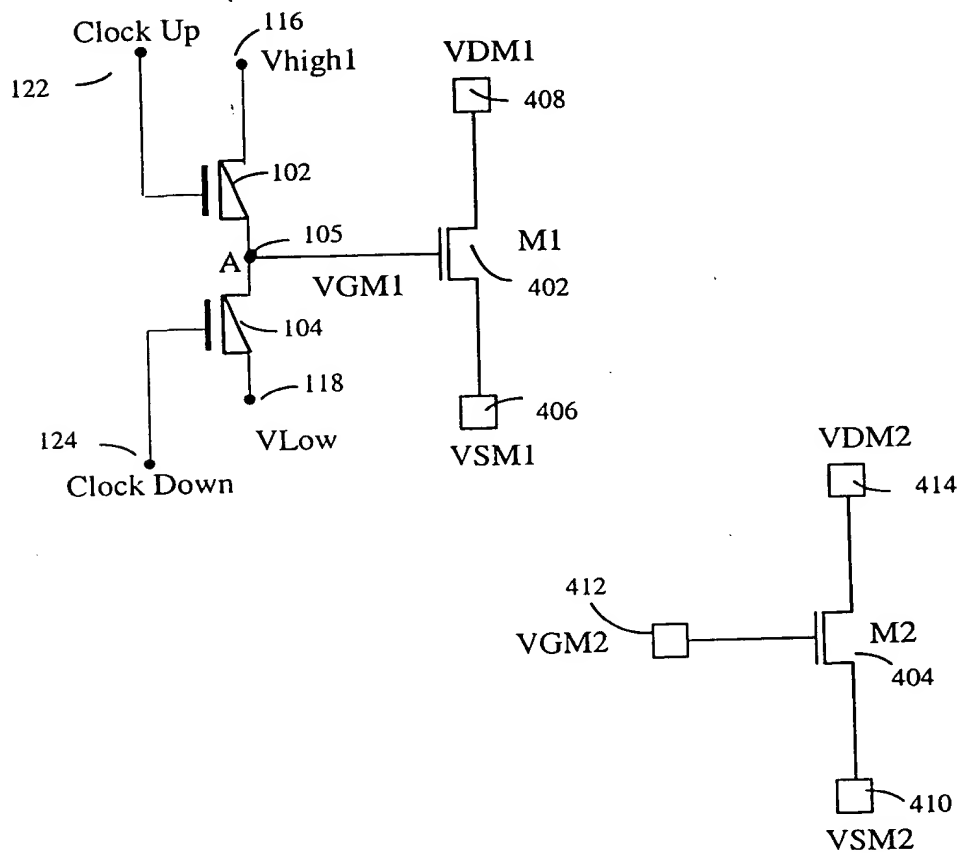 Clock Up
116
Vhigh1
122
VDM1
408
102
105
A
M1
VGM1
402
104
118
406
VLow
VSM1
124
Clock Down
VDM2
414
412
VGM2
M2
404
410
VSM2